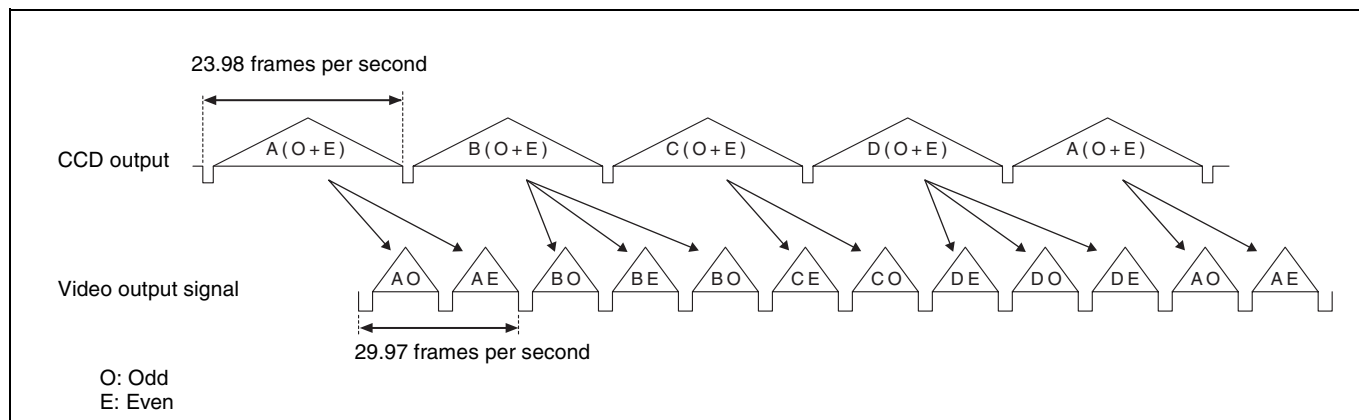 23.98 frames per second
CCD output
A(O+E) B(O+E) C(O+E) D(O+E) A(O+E)
Video output signal
AO AE BO BE BO CE CO DE DO DE AO AE
29.97 frames per second
O: Odd
E: Even